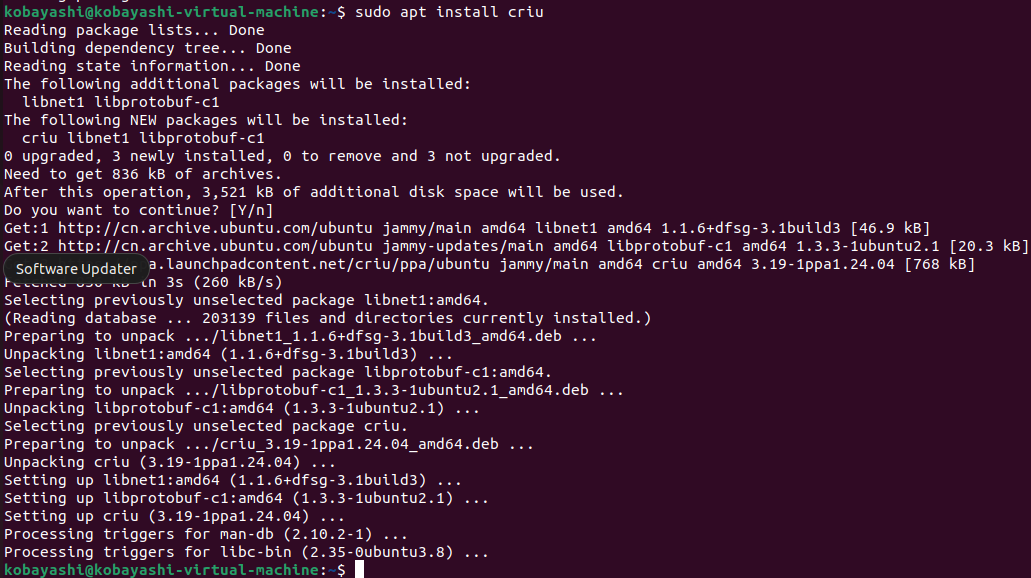 kobayashi@kobayashi-virtual-machine:~$ sudo apt install criu
Reading package lists... Done
Building dependency tree... Done
Reading state information... Done
The following additional packages will be installed:
  libnet1 libprotobuf-c1
The following NEW packages will be installed:
  criu libnet1 libprotobuf-c1
0 upgraded, 3 newly installed, 0 to remove and 3 not upgraded.
Need to get 836 kB of archives.
After this operation, 3,521 kB of additional disk space will be used.
Do you want to continue? [Y/n]
Get:1 http://cn.archive.ubuntu.com/ubuntu jammy/main amd64 libnet1 amd64 1.1.6+dfsg-3.1build3 [46.9 kB]
Get:2 http://cn.archive.ubuntu.com/ubuntu jammy-updates/main amd64 libprotobuf-c1 amd64 1.3.3-1ubuntu2.1 [20.3 kB]
Software Updater a.launchpadcontent.net/criu/ppa/ubuntu jammy/main amd64 criu amd64 3.19-1ppa1.24.04 [768 kB]
Fetched 836 kB in 3s (260 kB/s)
Selecting previously unselected package libnet1:amd64.
(Reading database ... 203139 files and directories currently installed.)
Preparing to unpack .../libnet1_1.1.6+dfsg-3.1build3_amd64.deb ...
Unpacking libnet1:amd64 (1.1.6+dfsg-3.1build3) ...
Selecting previously unselected package libprotobuf-c1:amd64.
Preparing to unpack .../libprotobuf-c1_1.3.3-1ubuntu2.1_amd64.deb ...
Unpacking libprotobuf-c1:amd64 (1.3.3-1ubuntu2.1) ...
Selecting previously unselected package criu.
Preparing to unpack .../criu_3.19-1ppa1.24.04_amd64.deb ...
Unpacking criu (3.19-1ppa1.24.04) ...
Setting up libnet1:amd64 (1.1.6+dfsg-3.1build3) ...
Setting up libprotobuf-c1:amd64 (1.3.3-1ubuntu2.1) ...
Setting up criu (3.19-1ppa1.24.04) ...
Processing triggers for man-db (2.10.2-1) ...
Processing triggers for libc-bin (2.35-0ubuntu3.8) ...
kobayashi@kobayashi-virtual-machine:~$